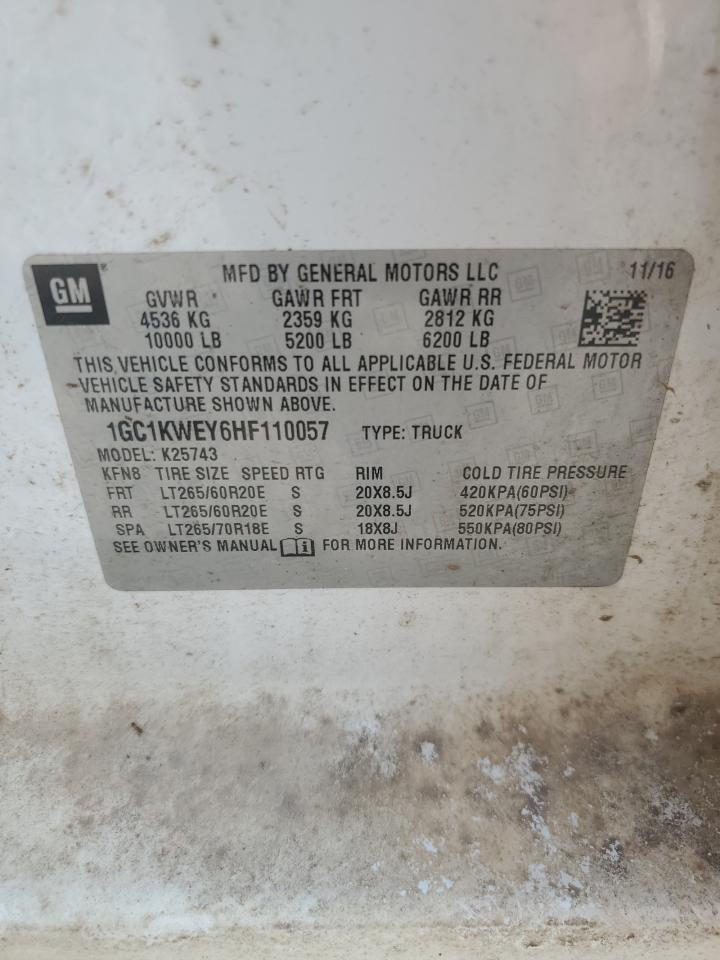 GM
MFD BY GENERAL MOTORS LLC 11/16
GVWR GAWR FRT GAWR RR
4536 KG 2359 KG 2812 KG
10000 LB 5200 LB 6200 LB
THIS VEHICLE CONFORMS TO ALL APPLICABLE U.S. FEDERAL MOTOR
VEHICLE SAFETY STANDARDS IN EFFECT ON THE DATE OF
MANUFACTURE SHOWN ABOVE.
1GC1KWEY6HF110057 TYPE: TRUCK
MODEL: K25743
KFN8 TIRE SIZE SPEED RTG RIM COLD TIRE PRESSURE
FRT LT265/60R20E S 20X8.5J 420KPA(60PSI)
RR LT265/60R20E S 20X8.5J 520KPA(75PSI)
SPA LT265/70R18E S 18X8J 550KPA(80PSI)
SEE OWNER'S MANUAL FOR MORE INFORMATION.